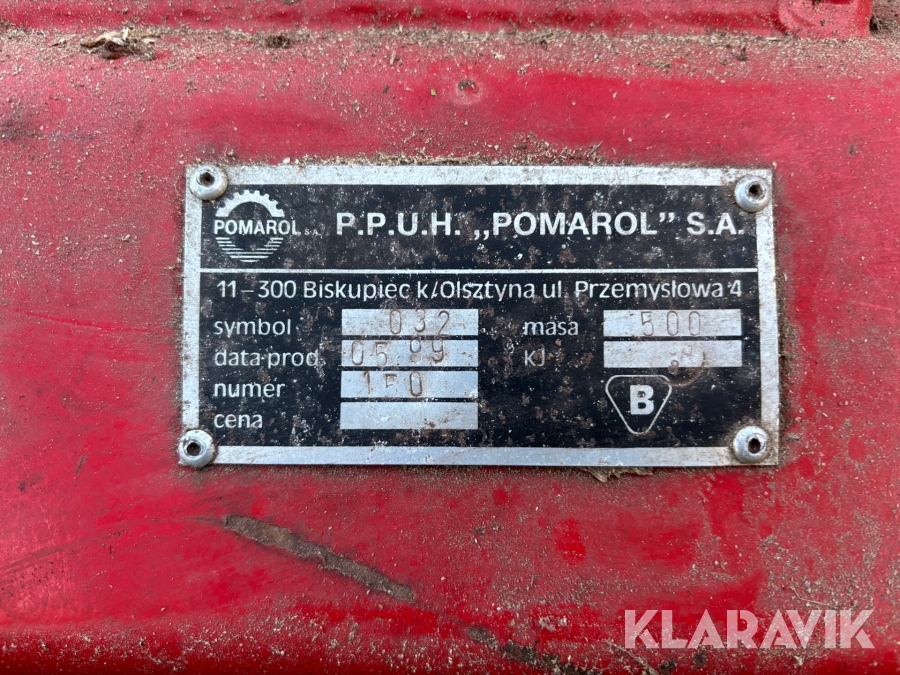 POMAROL S.A. P.P.U.H. „POMAROL” S.A.
11-300 Biskupiec k/Olsztyna ul. Przemysłowa 4
symbol 032 masa 500
data prod. 05.99 KJ
numer 150 B
cena
KLARAVIK